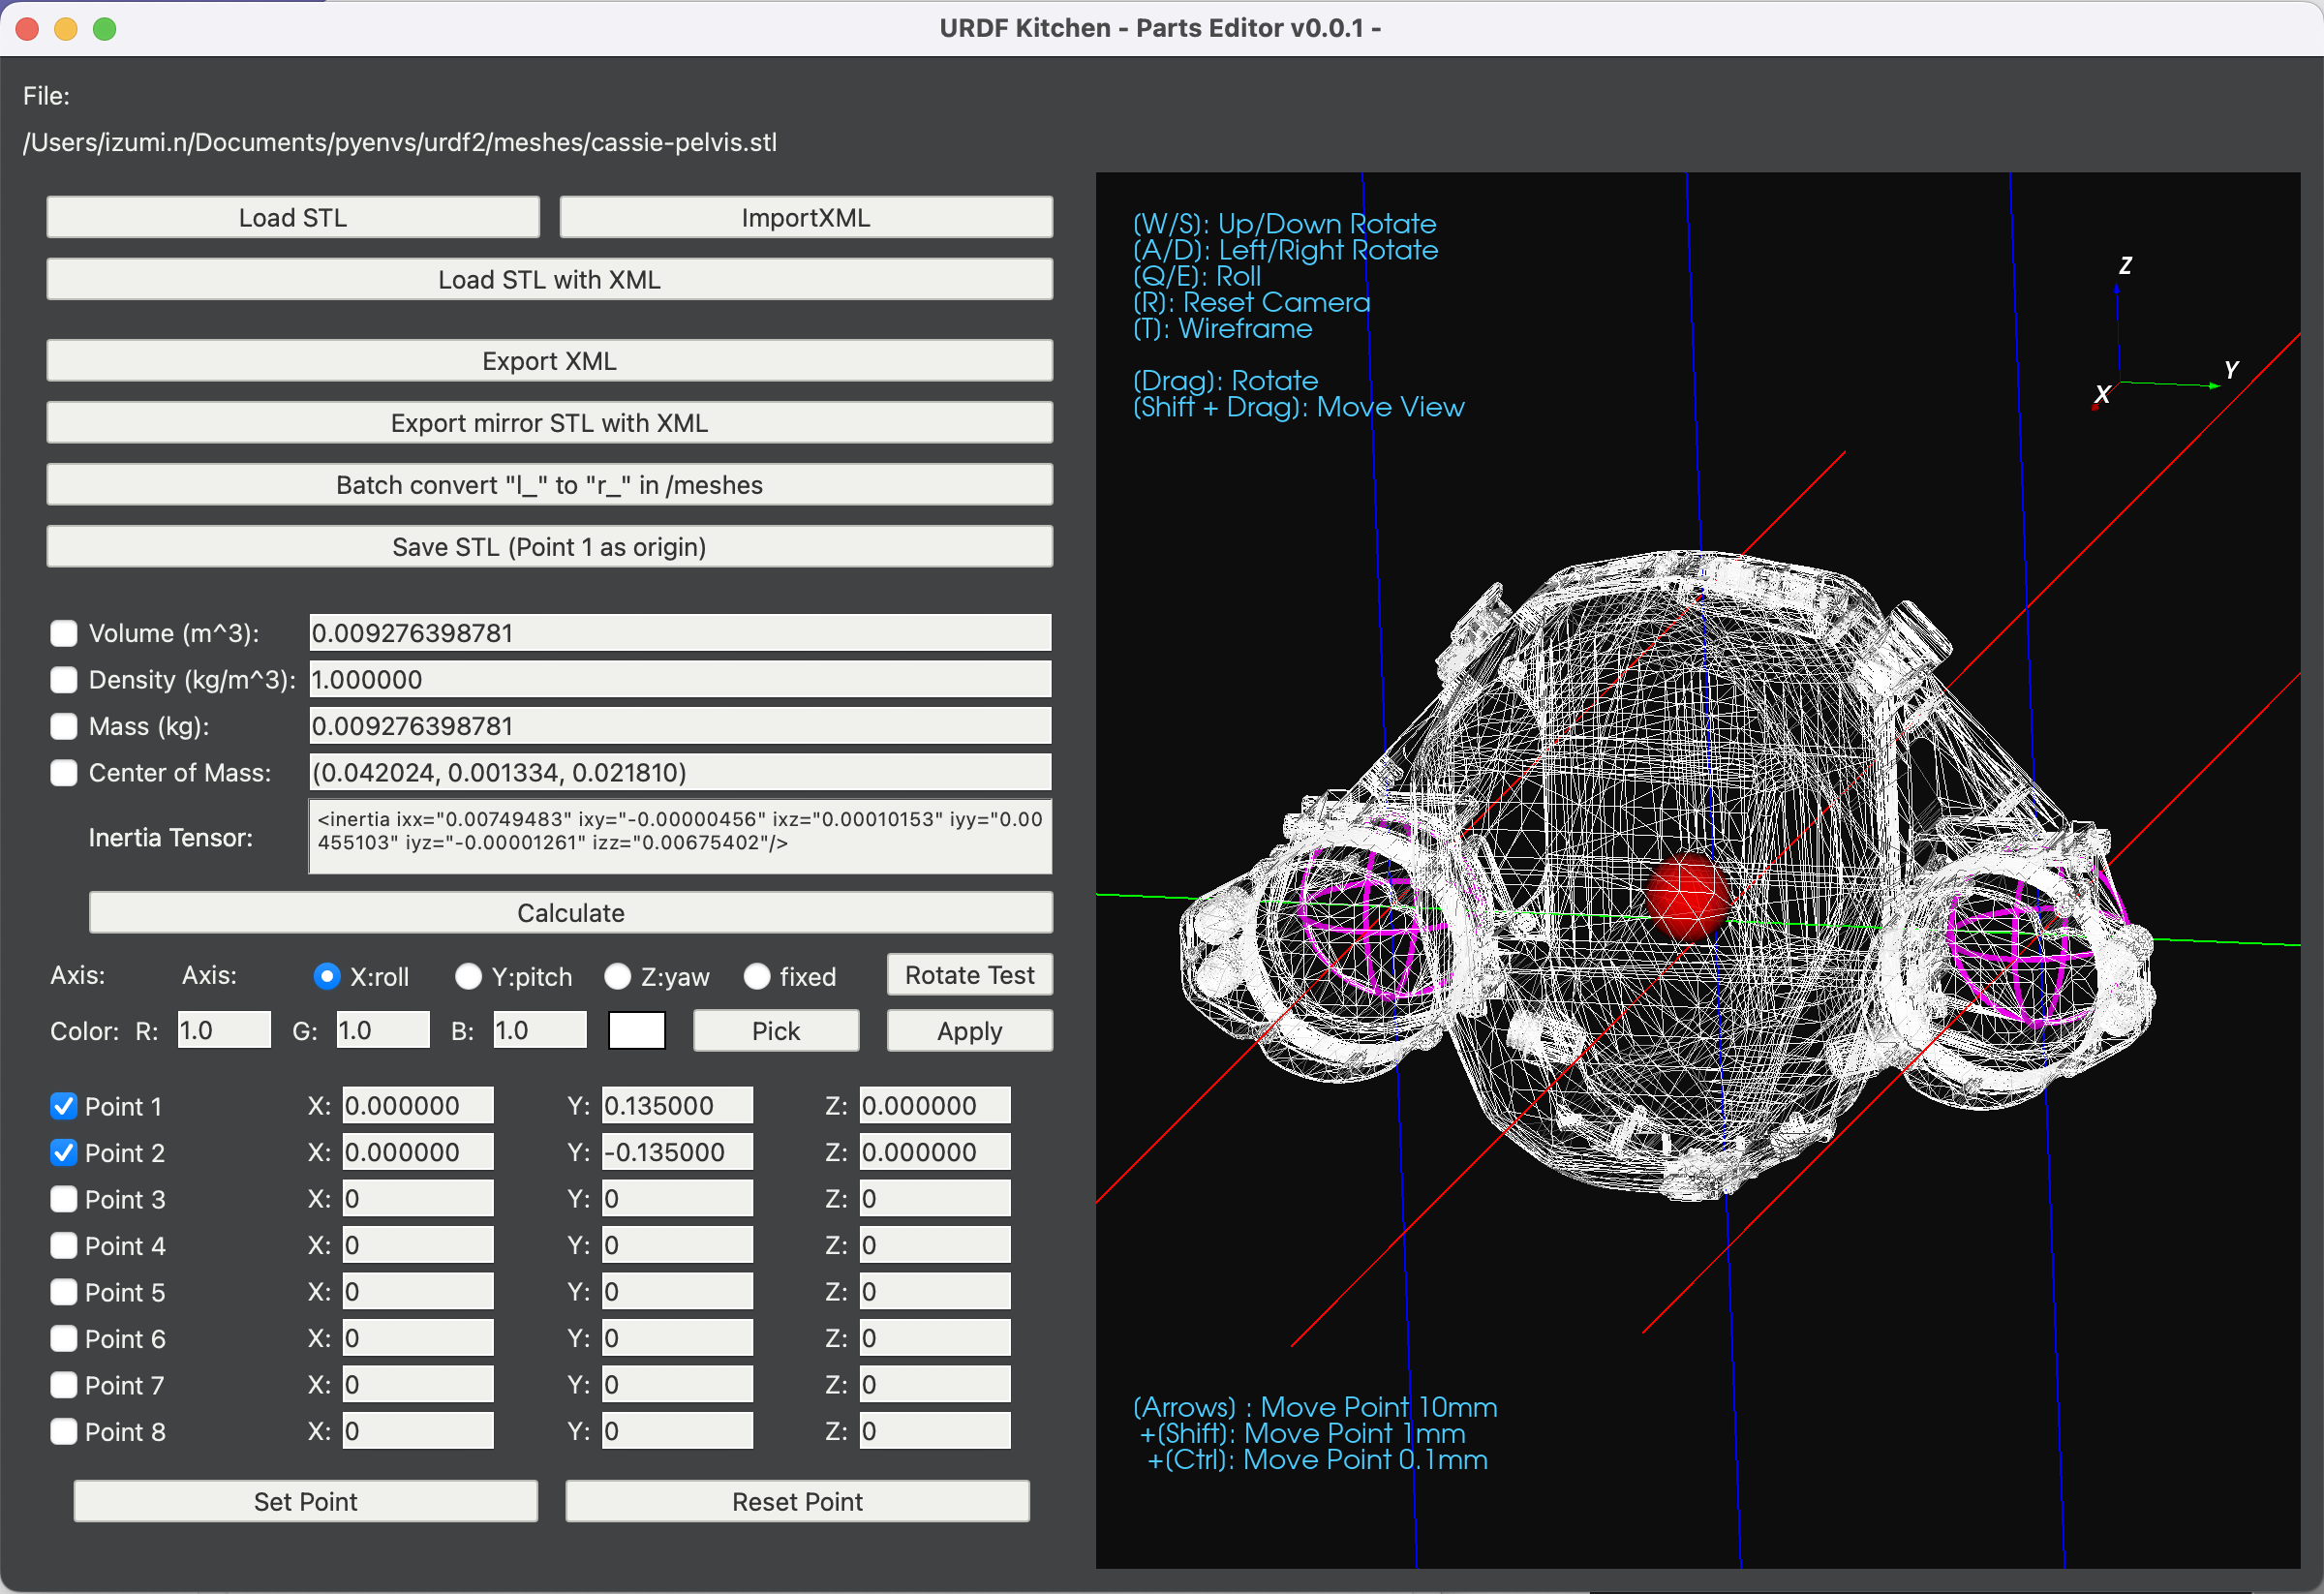 URDF Kitchen - Parts Editor v0.0.1 -
File:
/Users/izumi.n/Documents/pyenvs/urdf2/meshes/cassie-pelvis.stl
Load STL ImportXML
Load STL with XML
Export XML
Export mirror STL with XML
Batch convert "l_" to "r_" in /meshes
Save STL (Point 1 as origin)
Volume (m^3): 0.009276398781
Density (kg/m^3): 1.000000
Mass (kg): 0.009276398781
Center of Mass: (0.042024, 0.001334, 0.021810)
Inertia Tensor: <inertia ixx="0.00749483" ixy="-0.00000456" ixz="0.00010153" iyy="0.00
455103" iyz="-0.00001261" izz="0.00675402"/>
Calculate
Axis: Axis: X:roll Y:pitch Z:yaw fixed Rotate Test
Color: R: 1.0 G: 1.0 B: 1.0 Pick Apply
Point 1 X: 0.000000 Y: 0.135000 Z: 0.000000
Point 2 X: 0.000000 Y: -0.135000 Z: 0.000000
Point 3 X: 0 Y: 0 Z: 0
Point 4 X: 0 Y: 0 Z: 0
Point 5 X: 0 Y: 0 Z: 0
Point 6 X: 0 Y: 0 Z: 0
Point 7 X: 0 Y: 0 Z: 0
Point 8 X: 0 Y: 0 Z: 0
Set Point Reset Point
[W/S]: Up/Down Rotate
[A/D]: Left/Right Rotate
[Q/E]: Roll
[R]: Reset Camera
[T]: Wireframe
[Drag]: Rotate
[Shift + Drag]: Move View
Z
Y
X
[Arrows] : Move Point 10mm
+[Shift]: Move Point 1mm
+[Ctrl]: Move Point 0.1mm